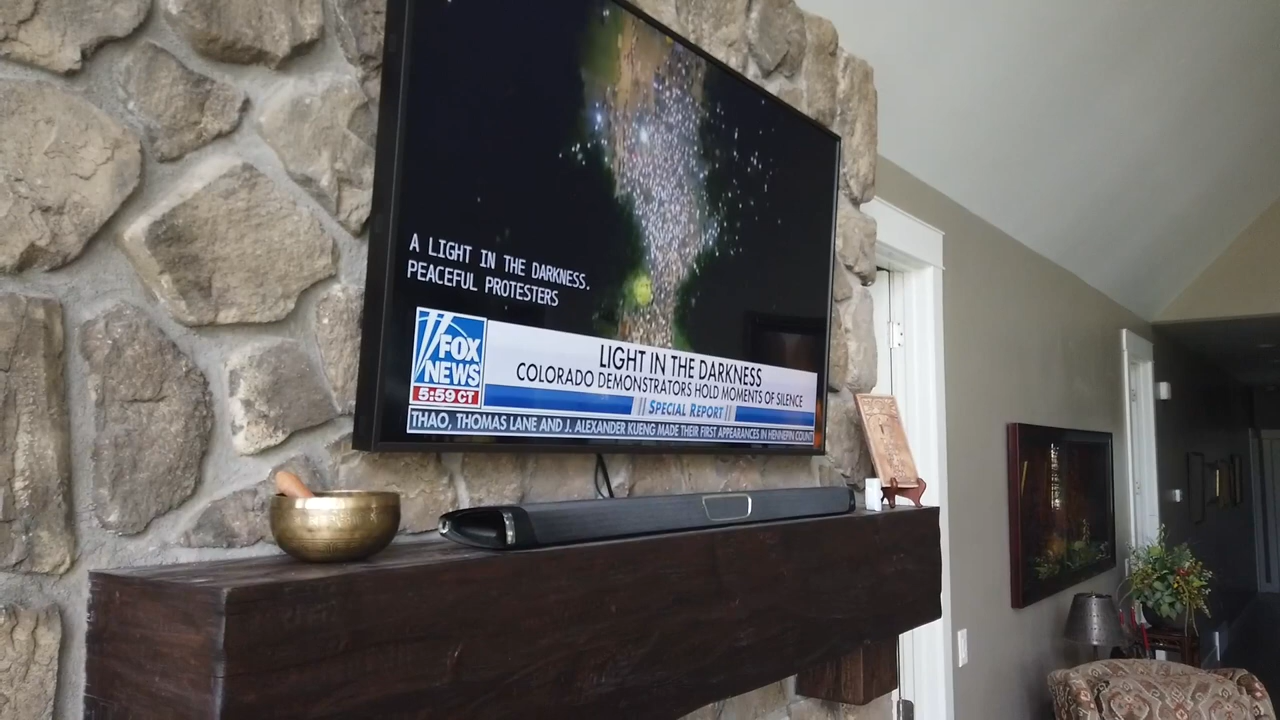 A LIGHT IN THE DARKNESS.
PEACEFUL PROTESTERS
FOX
NEWS
5:59 CT
LIGHT IN THE DARKNESS
COLORADO DEMONSTRATORS HOLD MOMENTS OF SILENCE
SPECIAL REPORT
THAO, THOMAS LANE AND J. ALEXANDER KUENG MADE THEIR FIRST APPEARANCES IN HENNEPIN COUNT